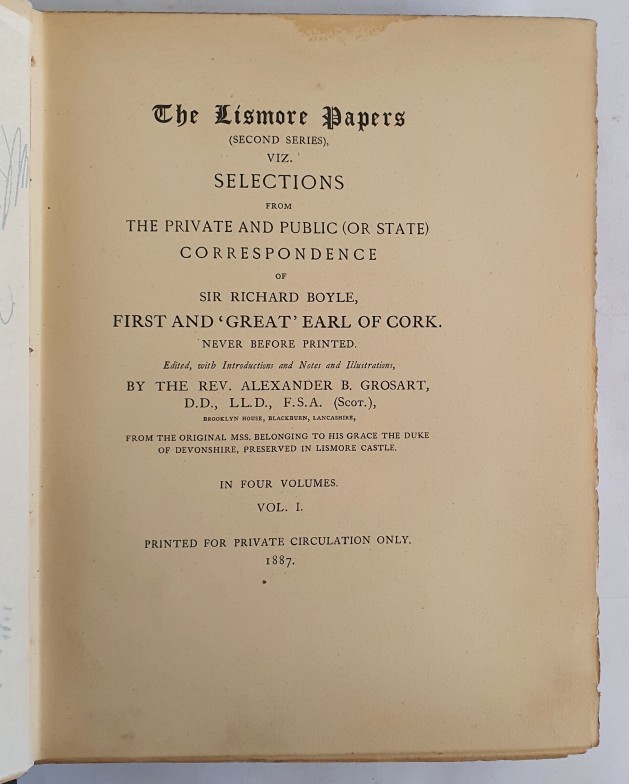 The Lismore Papers
(SECOND SERIES),
VIZ.
SELECTIONS
FROM
THE PRIVATE AND PUBLIC (OR STATE)
CORRESPONDENCE
OF
SIR RICHARD BOYLE,
FIRST AND ‘GREAT’ EARL OF CORK.
NEVER BEFORE PRINTED.
Edited, with Introductions and Notes and Illustrations,
BY THE REV. ALEXANDER B. GROSART,
D.D., LL.D., F.S.A. (SCOT.),
BROOKLYN HOUSE, BLACKBURN, LANCASHIRE,
FROM THE ORIGINAL MSS. BELONGING TO HIS GRACE THE DUKE
OF DEVONSHIRE, PRESERVED IN LISMORE CASTLE.
IN FOUR VOLUMES.
VOL. I.
PRINTED FOR PRIVATE CIRCULATION ONLY.
1887.